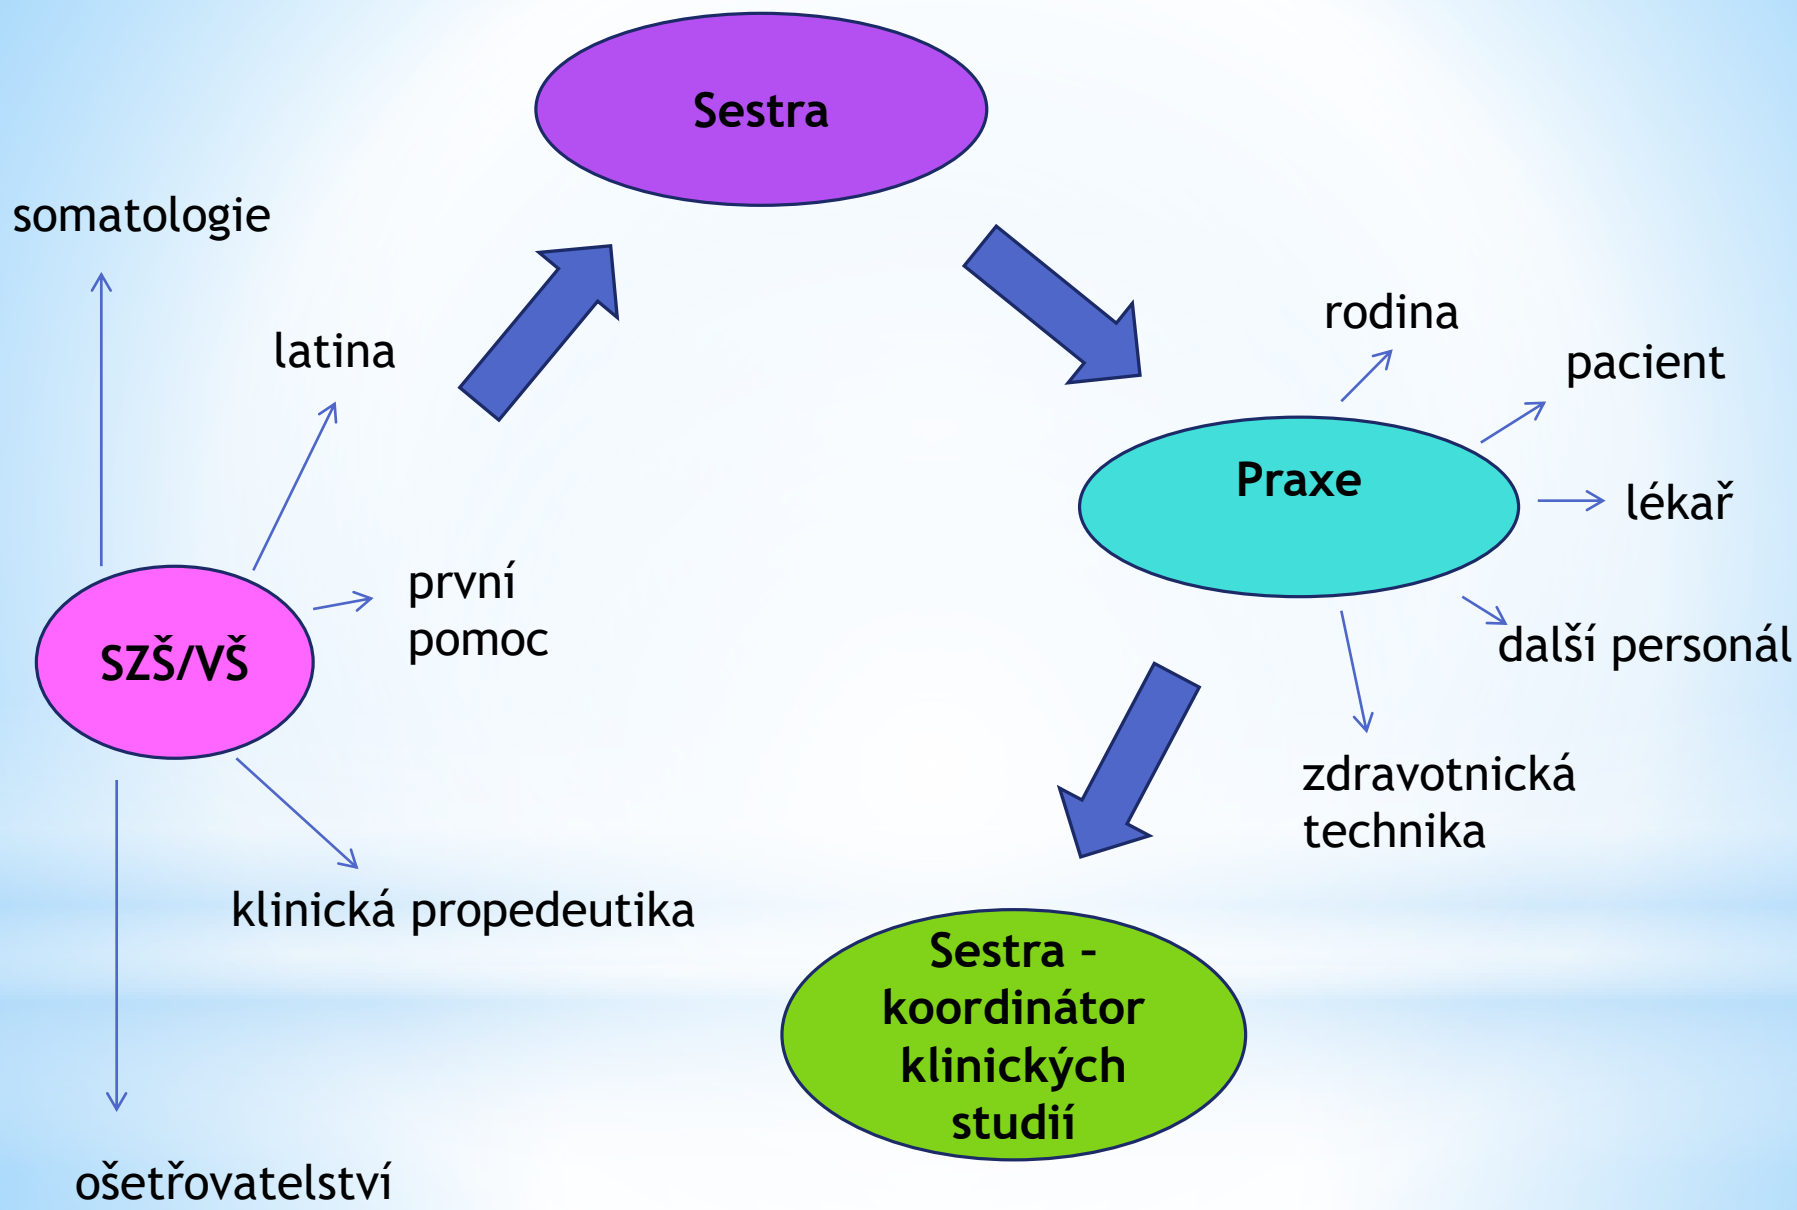 Sestra
somatologie
latina
první
pomoc
SZŠ/VŠ
klinická propedeutika
ošetřovatelství
rodina
pacient
Praxe
lékař
další personál
zdravotnická
technika
Sestra –
koordinátor
klinických
studií